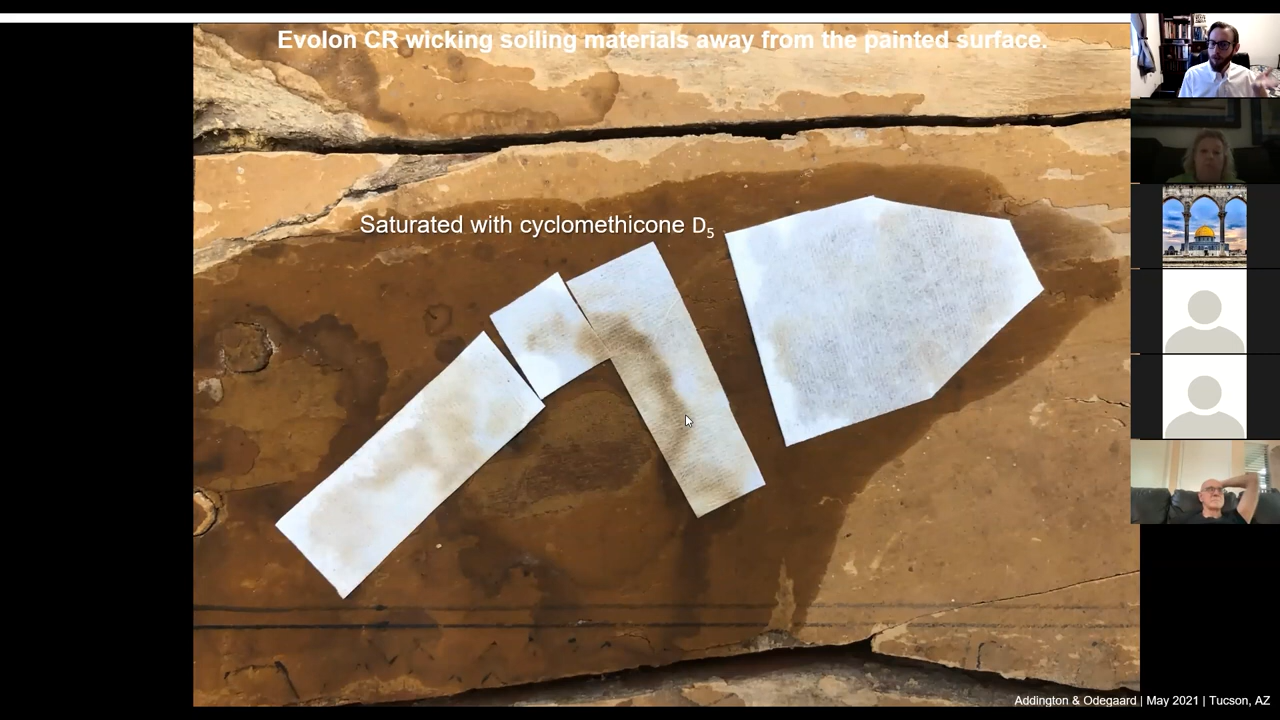 Evolon CR wicking soiling materials away from the painted surface.
Saturated with cyclomethicone D₅
Addington & Odegaard | May 2021 | Tucson, AZ